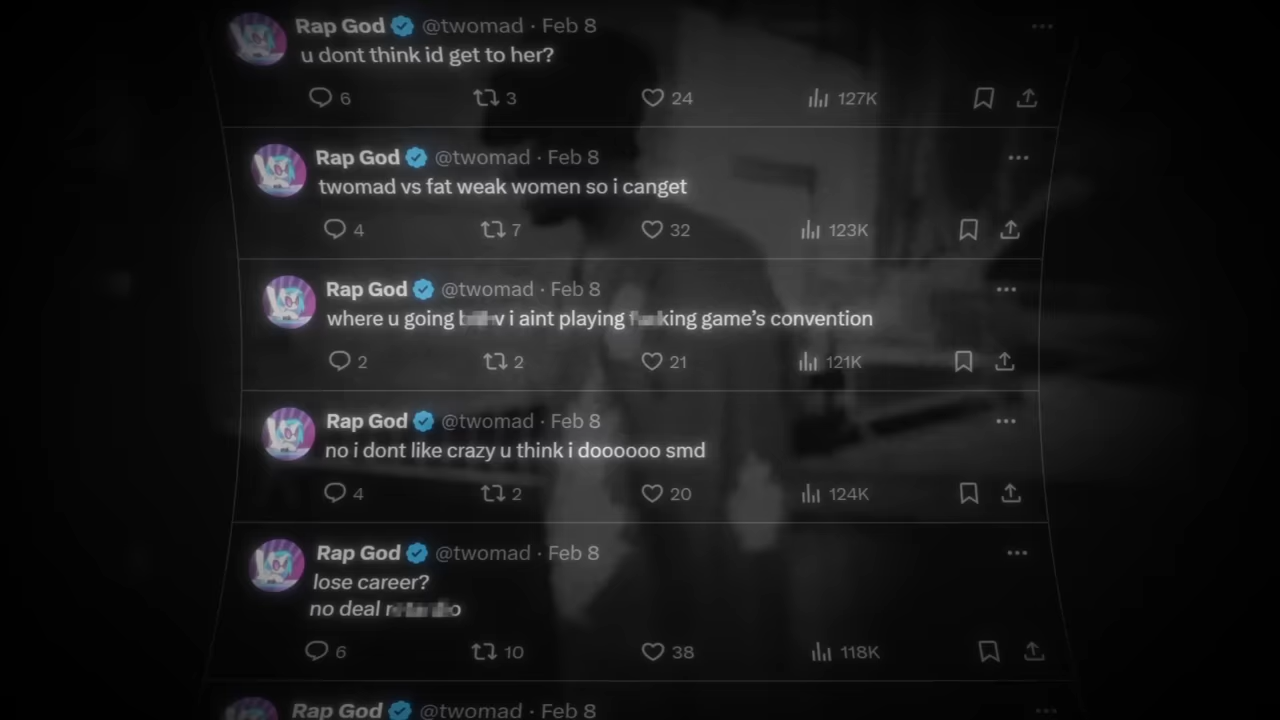 Rap God @twomad · Feb 8
u dont think id get to her?
6 3 24 127K
Rap God @twomad · Feb 8
twomad vs fat weak women so i canget
4 7 32 123K
Rap God @twomad · Feb 8
where u going i aint playing game's convention
2 2 21 121K
Rap God @twomad · Feb 8
no i dont like crazy u think i doooooo smd
4 2 20 124K
Rap God @twomad · Feb 8
lose career?
no deal
6 10 38 118K
Rap God @twomad · Feb 8